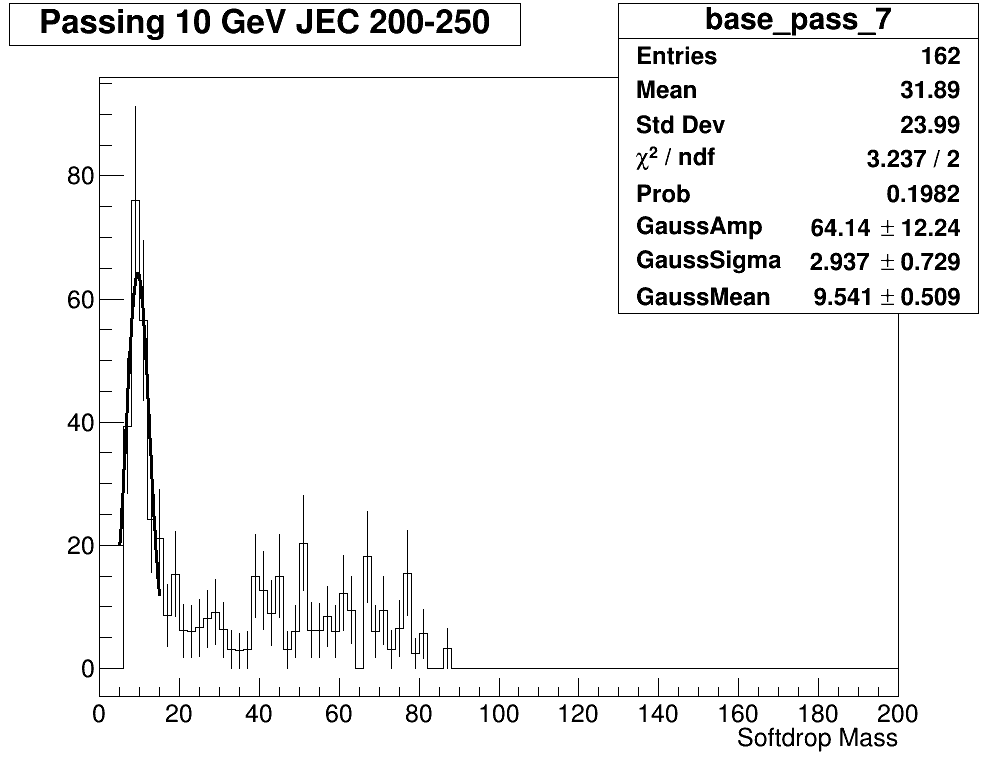 Passing 10 GeV JEC 200-250
base_pass_7
Entries 162
Mean 31.89
Std Dev 23.99
χ² / ndf 3.237 / 2
Prob 0.1982
GaussAmp 64.14 ± 12.24
GaussSigma 2.937 ± 0.729
GaussMean 9.541 ± 0.509
80
60
40
20
0
0 20 40 60 80 100 120 140 160 180 200
Softdrop Mass